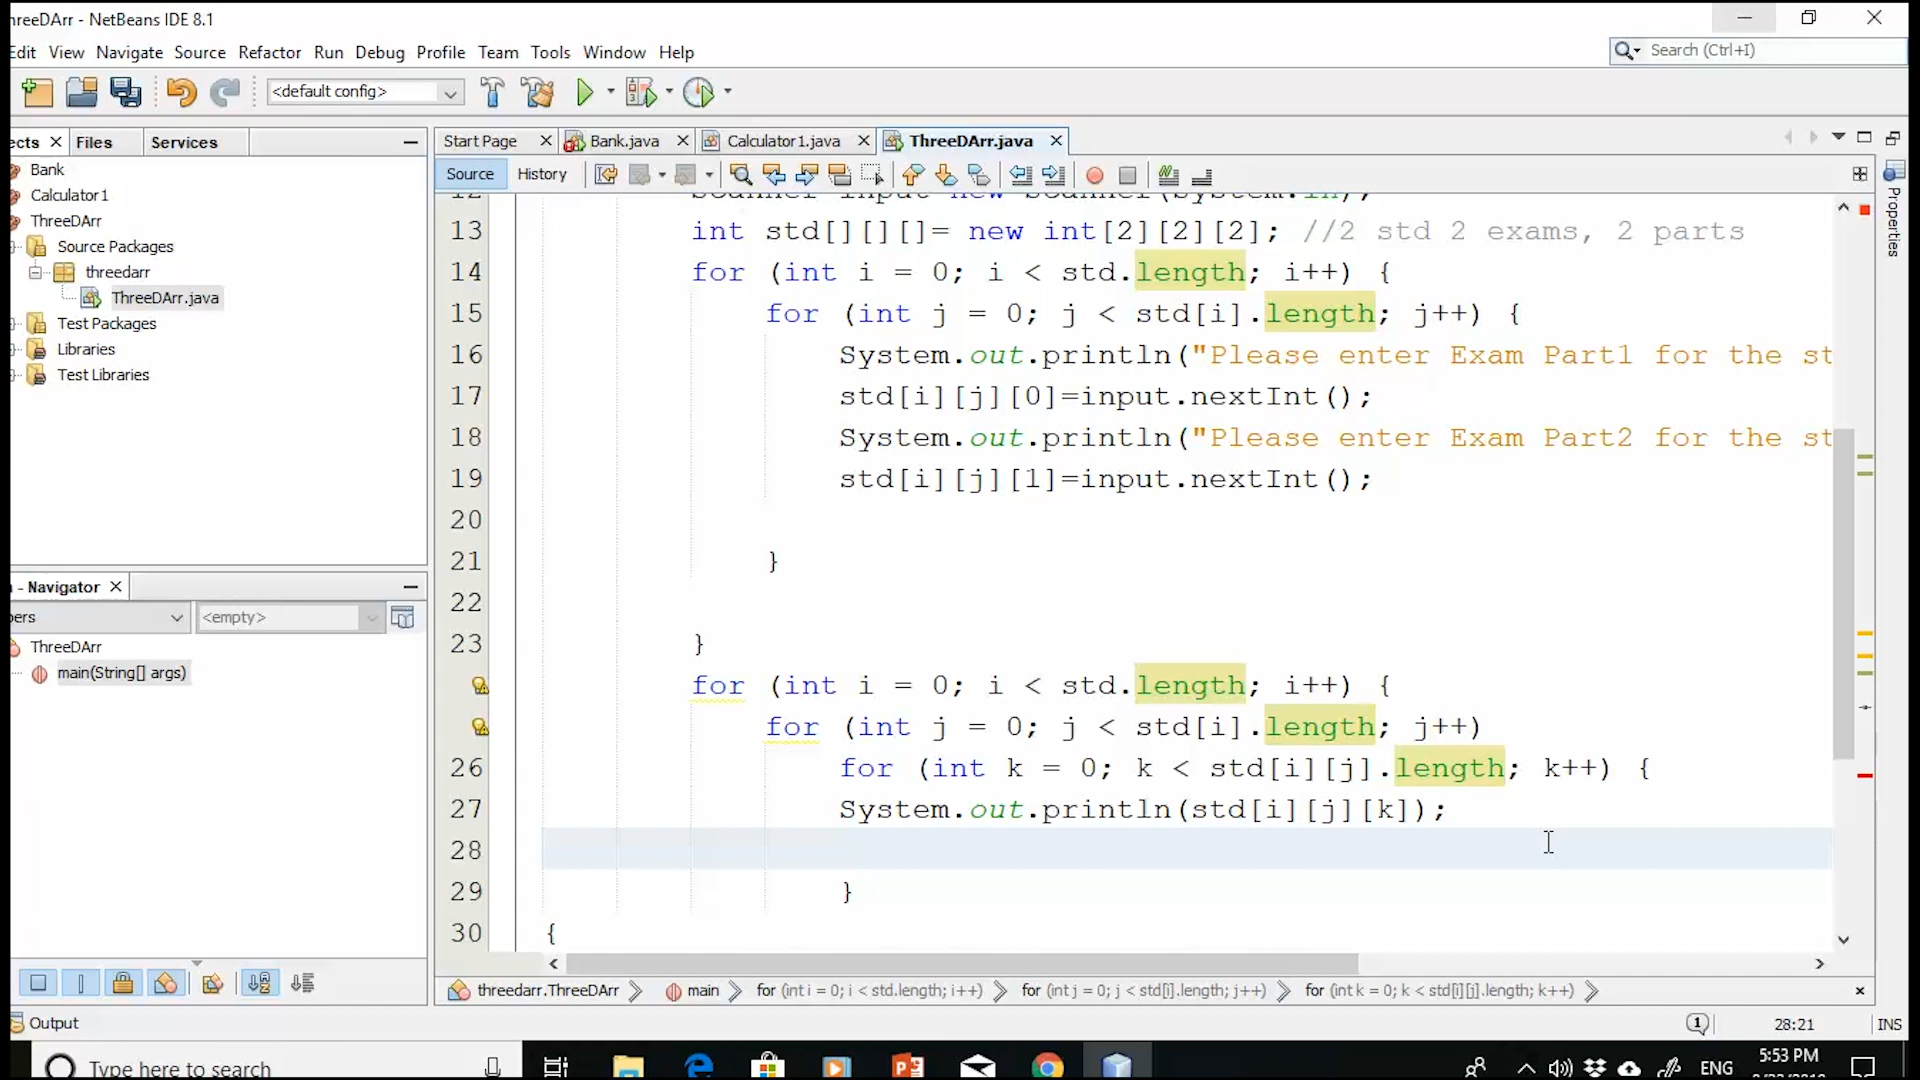 hreeDArr - NetBeans IDE 8.1
Edit View Navigate Source Refactor Run Debug Profile Team Tools Window Help
Search (Ctrl+I)
<default config>
ects Files Services
Start Page Bank.java Calculator1.java ThreeDArr.java
Source History
Bank
Calculator1
ThreeDArr
Source Packages
threedarr
ThreeDArr.java
Test Packages
Libraries
Test Libraries
- Navigator
bers <empty>
ThreeDArr
main(String[] args)
13 int std[][][]= new int[2][2][2]; //2 std 2 exams, 2 parts
14 for (int i = 0; i < std.length; i++) {
15 for (int j = 0; j < std[i].length; j++) {
16 System.out.println("Please enter Exam Part1 for the st
17 std[i][j][0]=input.nextInt();
18 System.out.println("Please enter Exam Part2 for the st
19 std[i][j][1]=input.nextInt();
20
21 }
22
23 }
for (int i = 0; i < std.length; i++) {
for (int j = 0; j < std[i].length; j++)
26 for (int k = 0; k < std[i][j].length; k++) {
27 System.out.println(std[i][j][k]);
28
29 }
30 {
Properties
threedarr.ThreeDArr main for (int i = 0; i < std.length; i++) for (int j = 0; j < std[i].length; j++) for (int k = 0; k < std[i][j].length; k++)
Output
1 28:21 INS
Type here to search
ENG 5:53 PM